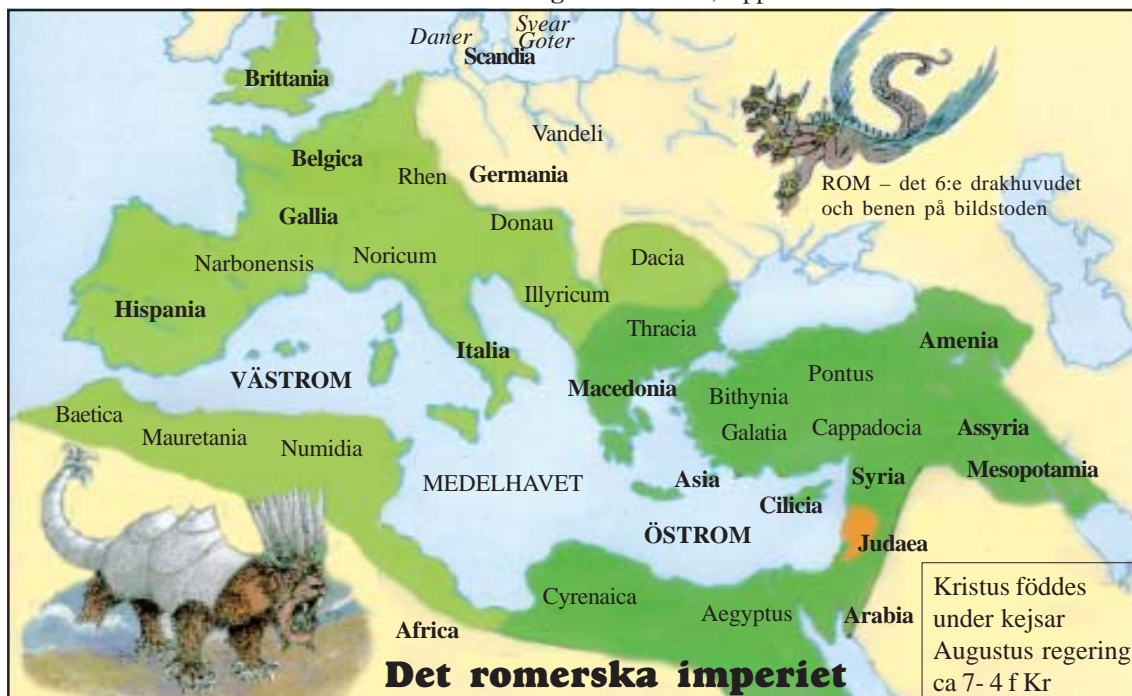 Daner
Svear
Goter
Scandia
Brittania
Vandeli
Belgica
Rhen
Germania
ROM – det 6:e drakhuvudet
och benen på bildstoden
Gallia
Donau
Narbonensis
Noricum
Dacia
Illyricum
Hispania
Thracia
Italia
Amenia
VÄSTROM
Macedonia
Pontus
Bithynia
Baetica
Mauretania
Numidia
Galatia
Cappadocia
Assyria
Mesopotamia
MEDELHAVET
Asia
Syria
Cilicia
ÖSTROM
Judaea
Cyrenaica
Aegyptus
Arabia
Africa
Kristus föddes
under kejsar
Augustus regering
ca 7- 4 f Kr
Det romerska imperiet